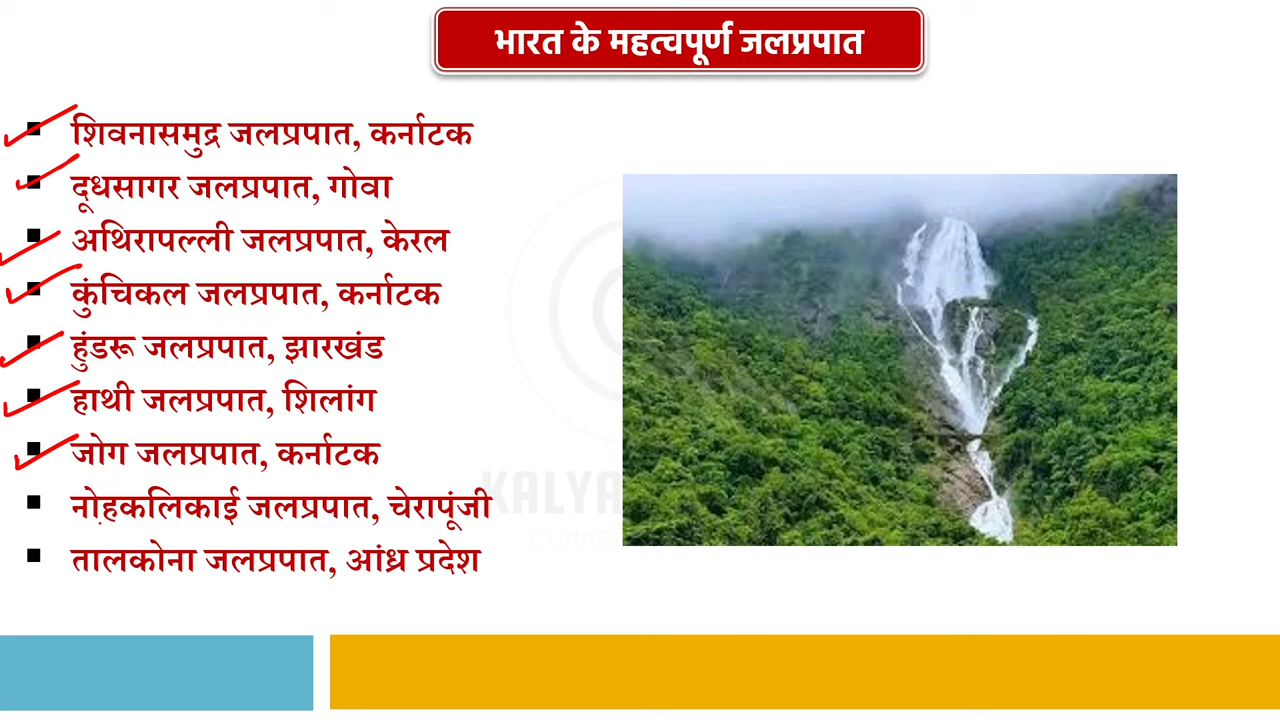 भारत के महत्वपूर्ण जलप्रपात
शिवनासमुद्र जलप्रपात, कर्नाटक
दूधसागर जलप्रपात, गोवा
अथिरापल्ली जलप्रपात, केरल
कुंचिकल जलप्रपात, कर्नाटक
हुंडरू जलप्रपात, झारखंड
हाथी जलप्रपात, शिलांग
जोग जलप्रपात, कर्नाटक
नोह़कलिकाई जलप्रपात, चेरापूंजी
तालकोना जलप्रपात, आंध्र प्रदेश